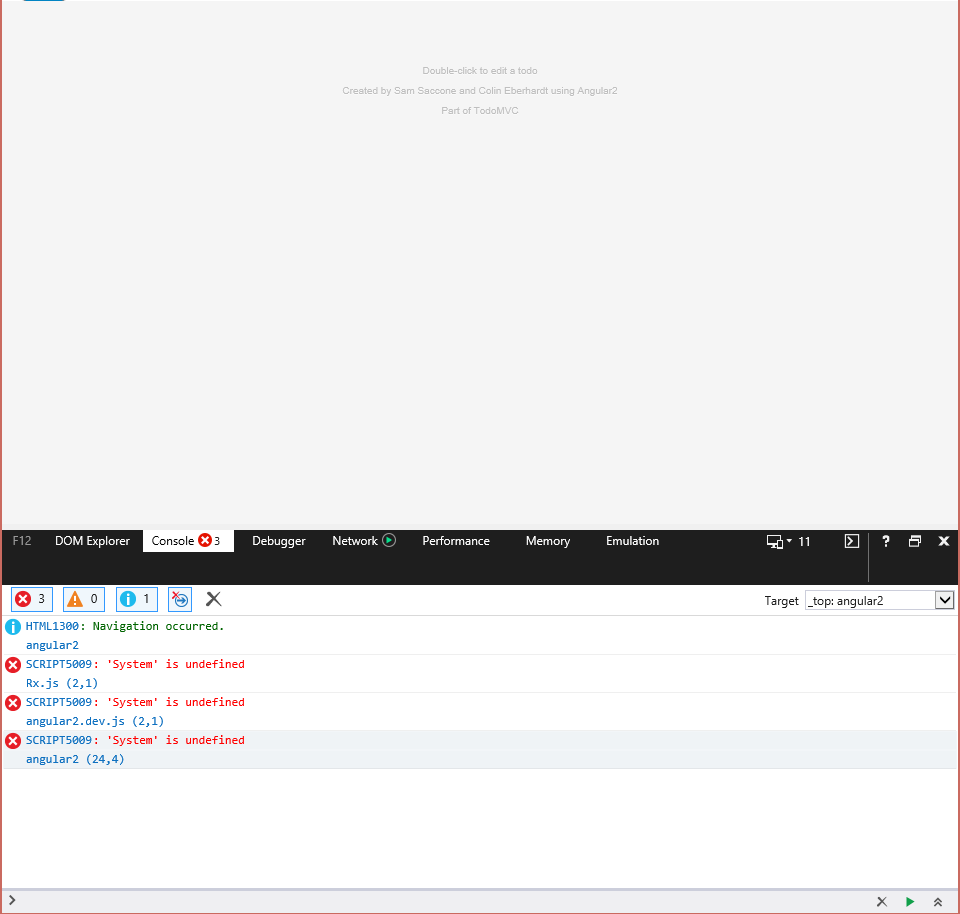 Double-click to edit a todo
Created by Sam Saccone and Colin Eberhardt using Angular2
Part of TodoMVC
F12 DOM Explorer Console 3 Debugger Network Performance Memory Emulation 11 ?
3 0 1 Target _top: angular2
HTML1300: Navigation occurred.
angular2
SCRIPT5009: 'System' is undefined
Rx.js (2,1)
SCRIPT5009: 'System' is undefined
angular2.dev.js (2,1)
SCRIPT5009: 'System' is undefined
angular2 (24,4)